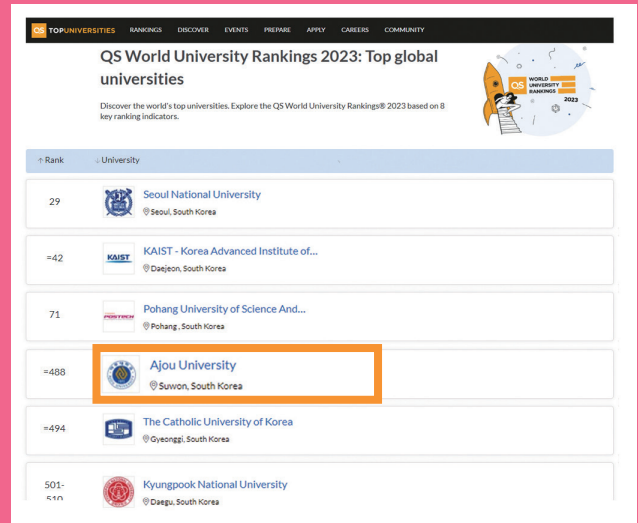 QS TOPUNIVERSITIES RANKINGS DISCOVER EVENTS PREPARE APPLY CAREERS COMMUNITY
QS World University Rankings 2023: Top global
universities
Discover the world's top universities. Explore the QS World University Rankings® 2023 based on 8
key ranking indicators.
QS WORLD
UNIVERSITY
RANKINGS
2023
↑ Rank ↓ University
29 Seoul National University
Seoul, South Korea
=42 KAIST KAIST - Korea Advanced Institute of...
Daejeon, South Korea
71 POSTECH Pohang University of Science And...
Pohang , South Korea
=488 Ajou University
Suwon, South Korea
=494 The Catholic University of Korea
Gyeonggi, South Korea
501-
510 Kyungpook National University
Daegu, South Korea